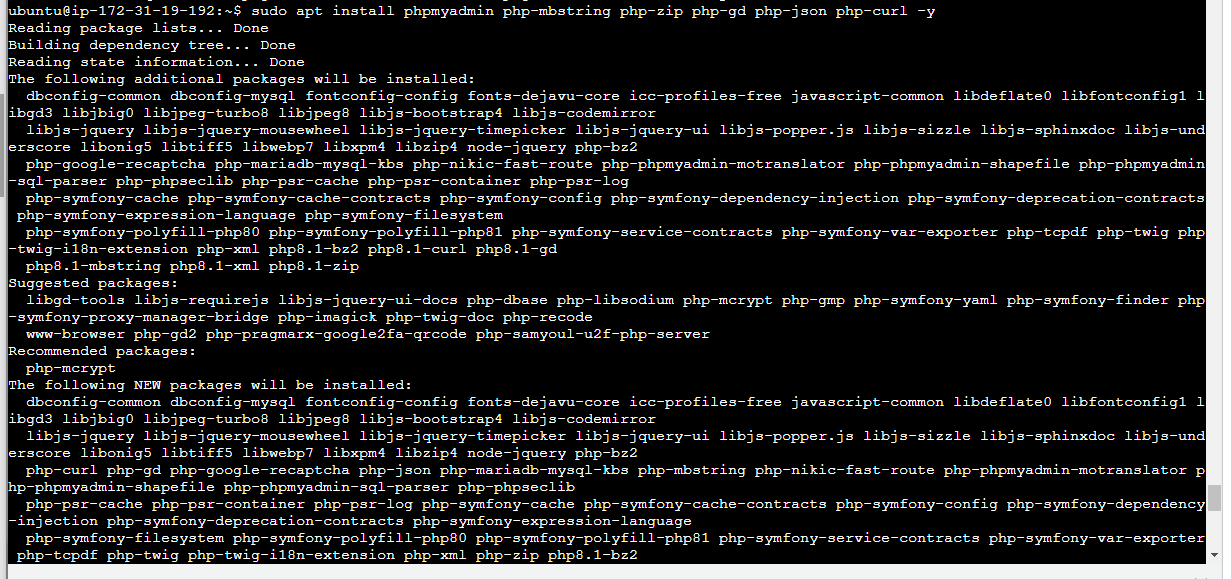 ubuntu@ip-172-31-19-192:~$ sudo apt install phpmyadmin php-mbstring php-zip php-gd php-json php-curl -y
Reading package lists... Done
Building dependency tree... Done
Reading state information... Done
The following additional packages will be installed:
  dbconfig-common dbconfig-mysql fontconfig-config fonts-dejavu-core icc-profiles-free javascript-common libdeflate0 libfontconfig1 l
ibgd3 libjbig0 libjpeg-turbo8 libjpeg8 libjs-bootstrap4 libjs-codemirror
  libjs-jquery libjs-jquery-mousewheel libjs-jquery-timepicker libjs-jquery-ui libjs-popper.js libjs-sizzle libjs-sphinxdoc libjs-und
erscore libonig5 libtiff5 libwebp7 libxpm4 libzip4 node-jquery php-bz2
  php-google-recaptcha php-mariadb-mysql-kbs php-nikic-fast-route php-phpmyadmin-motranslator php-phpmyadmin-shapefile php-phpmyadmin
-sql-parser php-phpseclib php-psr-cache php-psr-container php-psr-log
  php-symfony-cache php-symfony-cache-contracts php-symfony-config php-symfony-dependency-injection php-symfony-deprecation-contracts
 php-symfony-expression-language php-symfony-filesystem
  php-symfony-polyfill-php80 php-symfony-polyfill-php81 php-symfony-service-contracts php-symfony-var-exporter php-tcpdf php-twig php
-twig-i18n-extension php-xml php8.1-bz2 php8.1-curl php8.1-gd
  php8.1-mbstring php8.1-xml php8.1-zip
Suggested packages:
  libgd-tools libjs-requirejs libjs-jquery-ui-docs php-dbase php-libsodium php-mcrypt php-gmp php-symfony-yaml php-symfony-finder php
-symfony-proxy-manager-bridge php-imagick php-twig-doc php-recode
  www-browser php-gd2 php-pragmarx-google2fa-qrcode php-samyoul-u2f-php-server
Recommended packages:
  php-mcrypt
The following NEW packages will be installed:
  dbconfig-common dbconfig-mysql fontconfig-config fonts-dejavu-core icc-profiles-free javascript-common libdeflate0 libfontconfig1 l
ibgd3 libjbig0 libjpeg-turbo8 libjpeg8 libjs-bootstrap4 libjs-codemirror
  libjs-jquery libjs-jquery-mousewheel libjs-jquery-timepicker libjs-jquery-ui libjs-popper.js libjs-sizzle libjs-sphinxdoc libjs-und
erscore libonig5 libtiff5 libwebp7 libxpm4 libzip4 node-jquery php-bz2
  php-curl php-gd php-google-recaptcha php-json php-mariadb-mysql-kbs php-mbstring php-nikic-fast-route php-phpmyadmin-motranslator p
hp-phpmyadmin-shapefile php-phpmyadmin-sql-parser php-phpseclib
  php-psr-cache php-psr-container php-psr-log php-symfony-cache php-symfony-cache-contracts php-symfony-config php-symfony-dependency
-injection php-symfony-deprecation-contracts php-symfony-expression-language
  php-symfony-filesystem php-symfony-polyfill-php80 php-symfony-polyfill-php81 php-symfony-service-contracts php-symfony-var-exporter
 php-tcpdf php-twig php-twig-i18n-extension php-xml php-zip php8.1-bz2